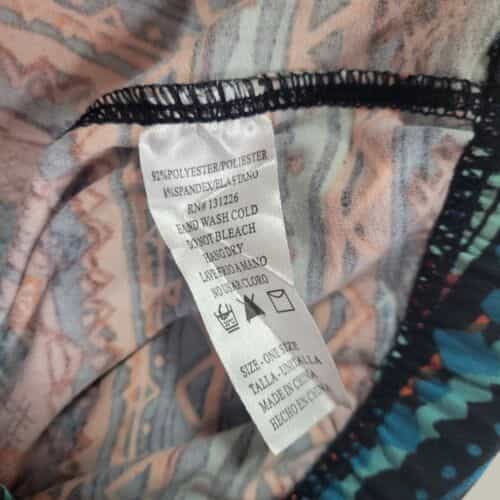 92%POLYESTER/POLIESTER
8%SPANDEX/ELASTANO
RN# 131226
HAND WASH COLD
DO NOT BLEACH
HANG DRY
LAVE FRIO A MANO
NO USAR CLORO
SIZE - ONE SIZE
TALLA - UNITALLA
MADE IN CHINA
HECHO EN CHINA